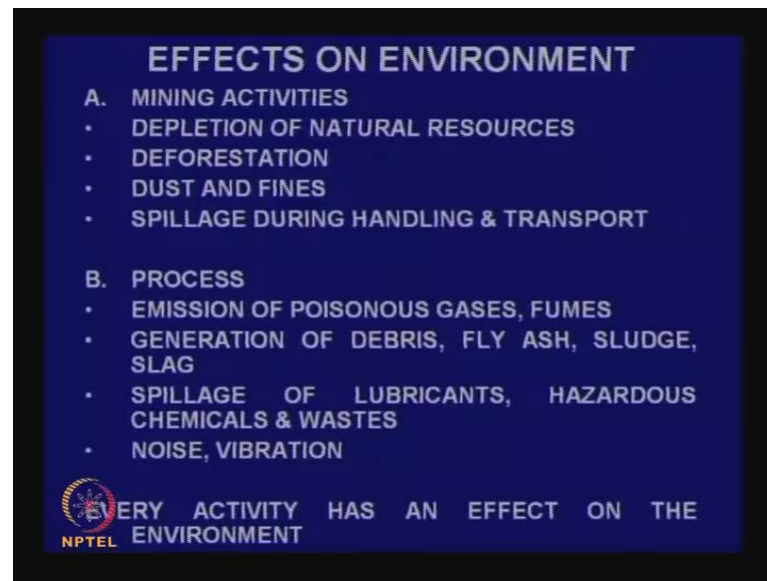 EFFECTS ON ENVIRONMENT
A. MINING ACTIVITIES
• DEPLETION OF NATURAL RESOURCES
• DEFORESTATION
• DUST AND FINES
• SPILLAGE DURING HANDLING & TRANSPORT
B. PROCESS
• EMISSION OF POISONOUS GASES, FUMES
• GENERATION OF DEBRIS, FLY ASH, SLUDGE,
SLAG
• SPILLAGE OF LUBRICANTS, HAZARDOUS
CHEMICALS & WASTES
• NOISE, VIBRATION
EVERY ACTIVITY HAS AN EFFECT ON THE
ENVIRONMENT
NPTEL